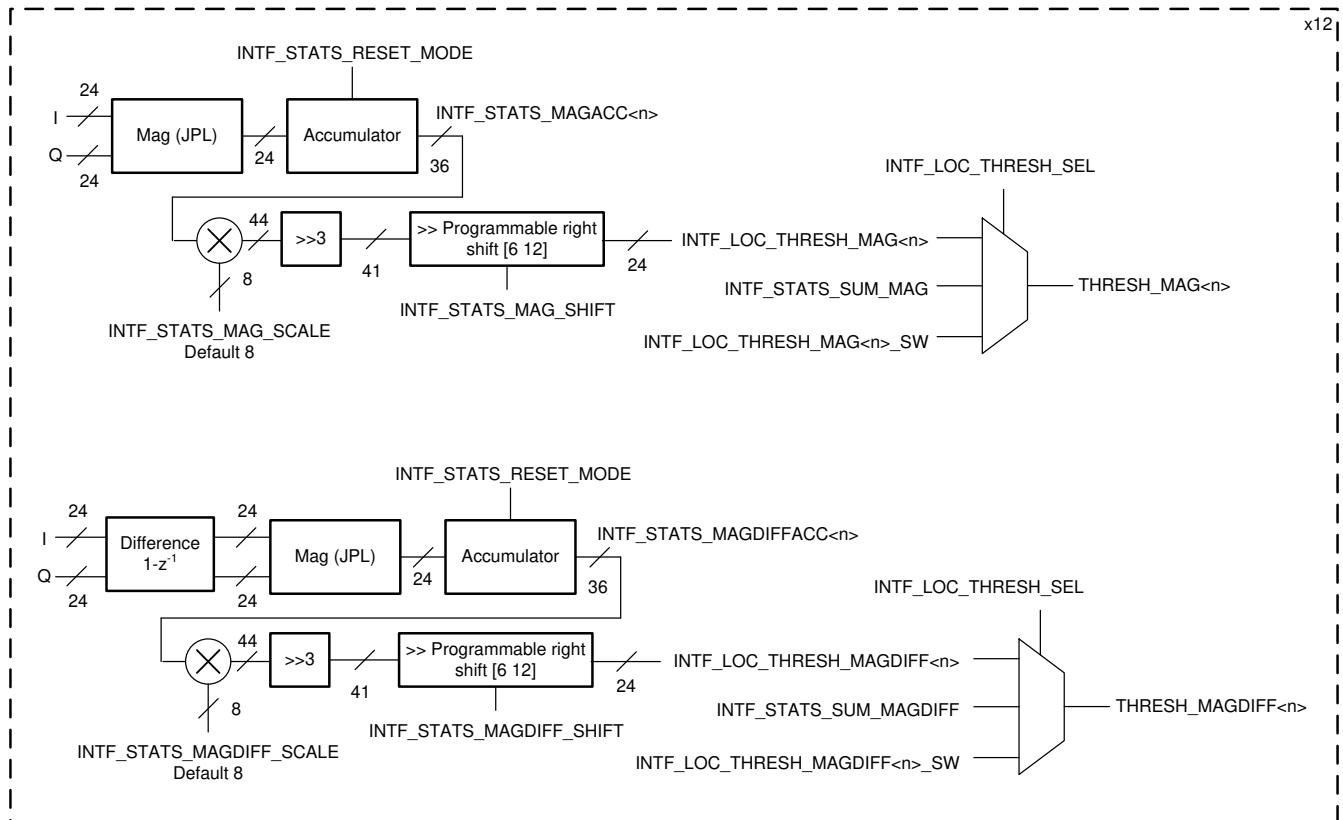 x12
INTF_STATS_RESET_MODE
24
I
Q
24
Mag (JPL)
24
Accumulator
INTF_STATS_MAGACC<n>
36
44
8
>>3
41
>> Programmable right
shift [6 12]
24
INTF_STATS_MAG_SCALE
Default 8
INTF_STATS_MAG_SHIFT
INTF_LOC_THRESH_SEL
INTF_LOC_THRESH_MAG<n>
INTF_STATS_SUM_MAG
INTF_LOC_THRESH_MAG<n>_SW
THRESH_MAG<n>
INTF_STATS_RESET_MODE
24
I
Q
24
Difference
1-z-1
24
24
Mag (JPL)
24
Accumulator
INTF_STATS_MAGDIFFACC<n>
36
44
8
>>3
41
>> Programmable right
shift [6 12]
24
INTF_STATS_MAGDIFF_SCALE
Default 8
INTF_STATS_MAGDIFF_SHIFT
INTF_LOC_THRESH_SEL
INTF_LOC_THRESH_MAGDIFF<n>
INTF_STATS_SUM_MAGDIFF
INTF_LOC_THRESH_MAGDIFF<n>_SW
THRESH_MAGDIFF<n>